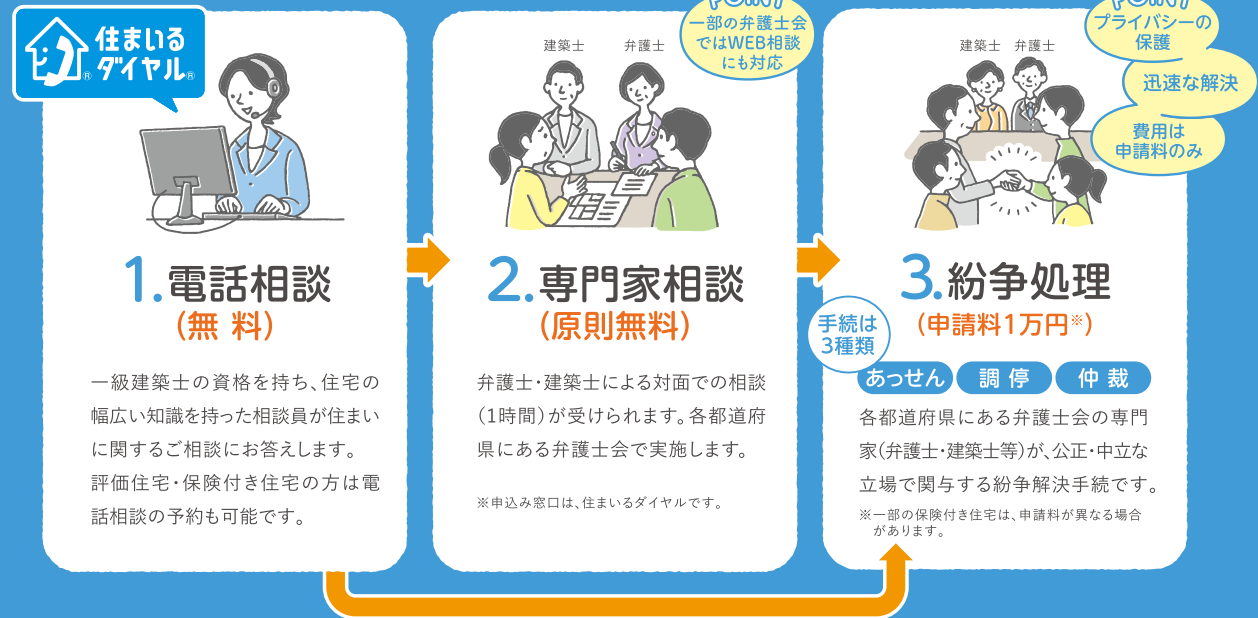 住まいる
ダイヤル®
1.電話相談
(無 料)
一級建築士の資格を持ち、住宅の
幅広い知識を持った相談員が住まい
に関するご相談にお答えします。
評価住宅・保険付き住宅の方は電
話相談の予約も可能です。
POINT
一部の弁護士会
ではWEB相談
にも対応
建築士 弁護士
2.専門家相談
(原則無料)
弁護士・建築士による対面での相談
(1時間)が受けられます。各都道府
県にある弁護士会で実施します。
※申込み窓口は、住まいるダイヤルです。
POINT
プライバシーの
保護
迅速な解決
費用は
申請料のみ
建築士 弁護士
3.紛争処理
(申請料1万円※)
手続は
3種類
あっせん 調停 仲裁
各都道府県にある弁護士会の専門
家(弁護士・建築士等)が、公正・中立な
立場で関与する紛争解決手続です。
※一部の保険付き住宅は、申請料が異なる場合
があります。